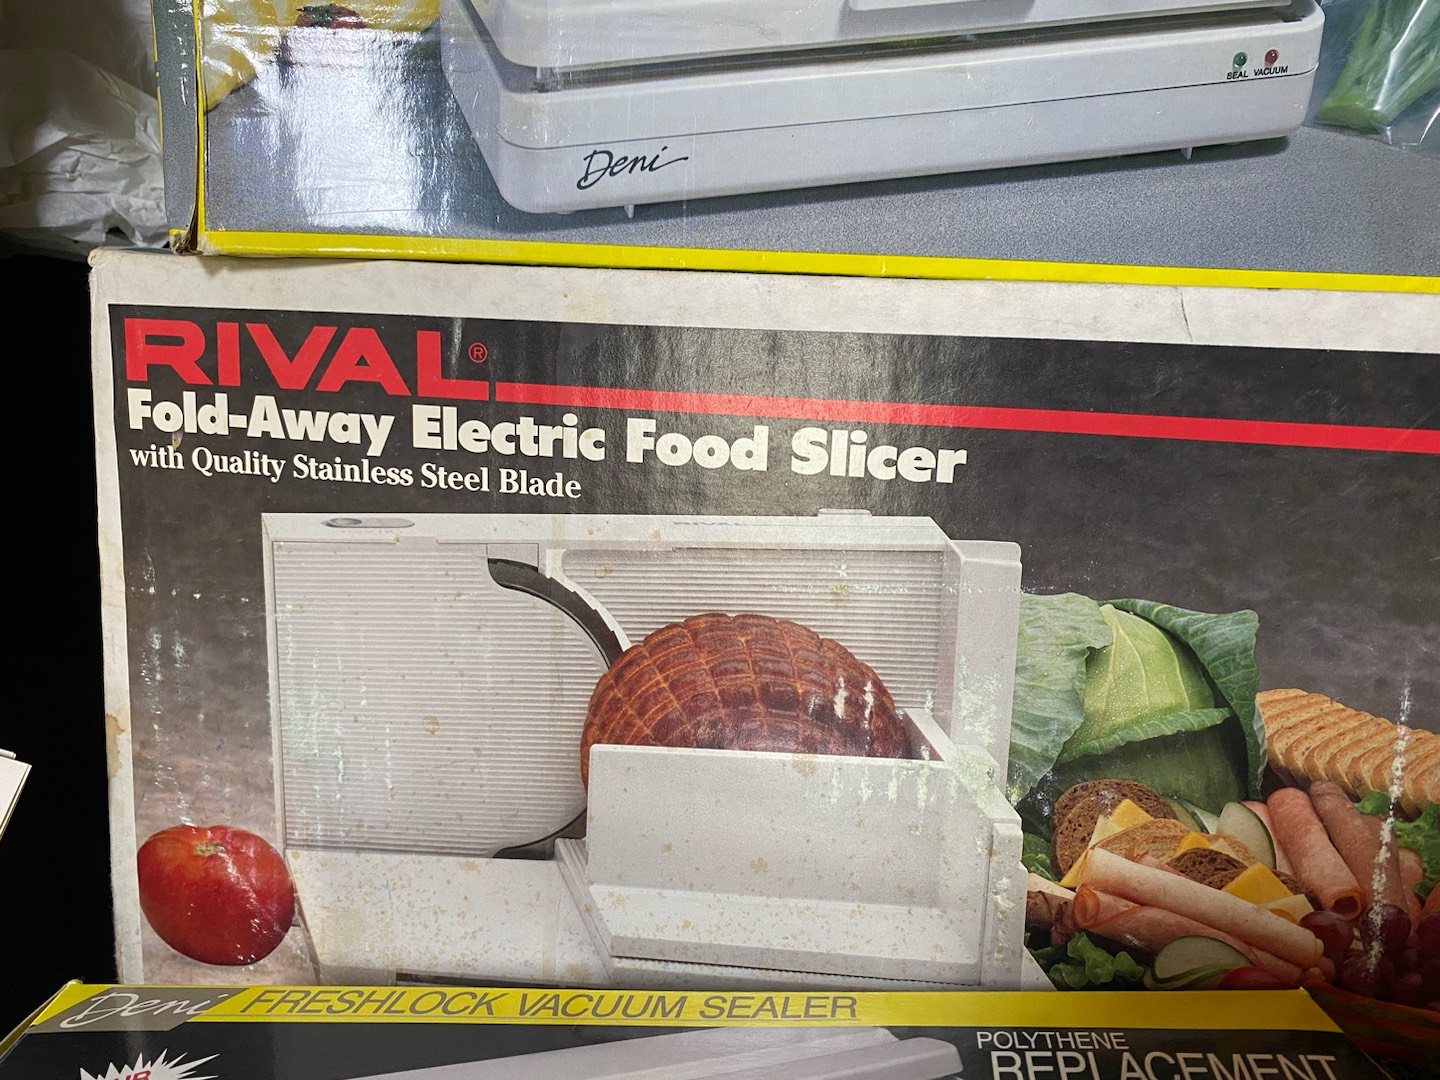 SEAL VACUUM
Deni
RIVAL®
Fold-Away Electric Food Slicer
with Quality Stainless Steel Blade
RIVAL
Deni FRESHLOCK VACUUM SEALER
POLYTHENE
REPLACEMENT